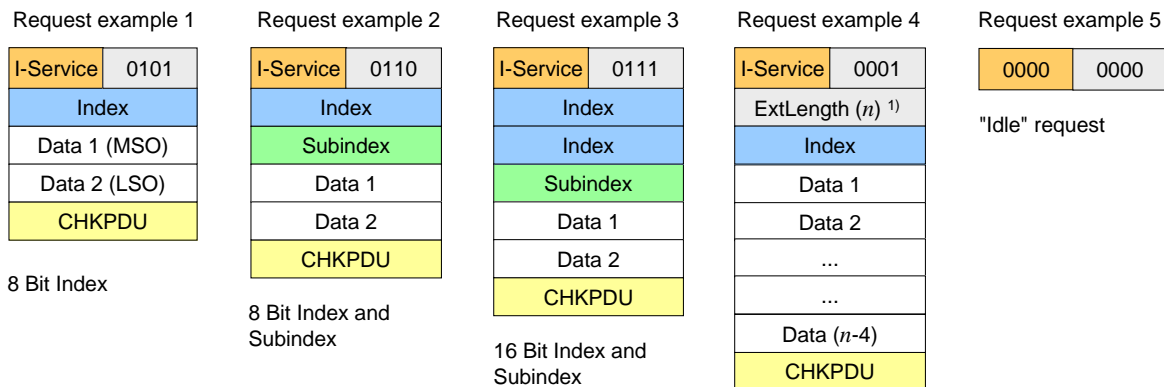 Request example 1
I-Service 0101
Index
Data 1 (MSO)
Data 2 (LSO)
CHKPDU
8 Bit Index
Request example 2
I-Service 0110
Index
Subindex
Data 1
Data 2
CHKPDU
8 Bit Index and
Subindex
Request example 3
I-Service 0111
Index
Index
Subindex
Data 1
Data 2
CHKPDU
16 Bit Index and
Subindex
Request example 4
I-Service 0001
ExtLength (n) 1)
Index
Data 1
Data 2
...
...
Data (n-4)
CHKPDU
Request example 5
0000 0000
"Idle" request